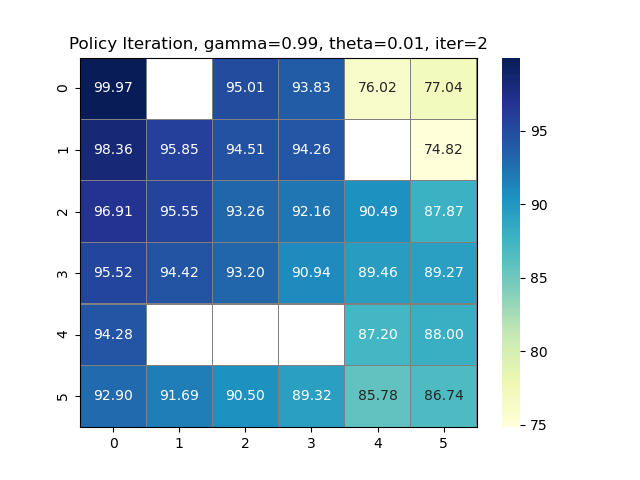 Policy Iteration, gamma=0.99, theta=0.01, iter=2
0 99.97 95.01 93.83 76.02 77.04
1 98.36 95.85 94.51 94.26 74.82
2 96.91 95.55 93.26 92.16 90.49 87.87
3 95.52 94.42 93.20 90.94 89.46 89.27
4 94.28 87.20 88.00
5 92.90 91.69 90.50 89.32 85.78 86.74
0 1 2 3 4 5
95
90
85
80
75